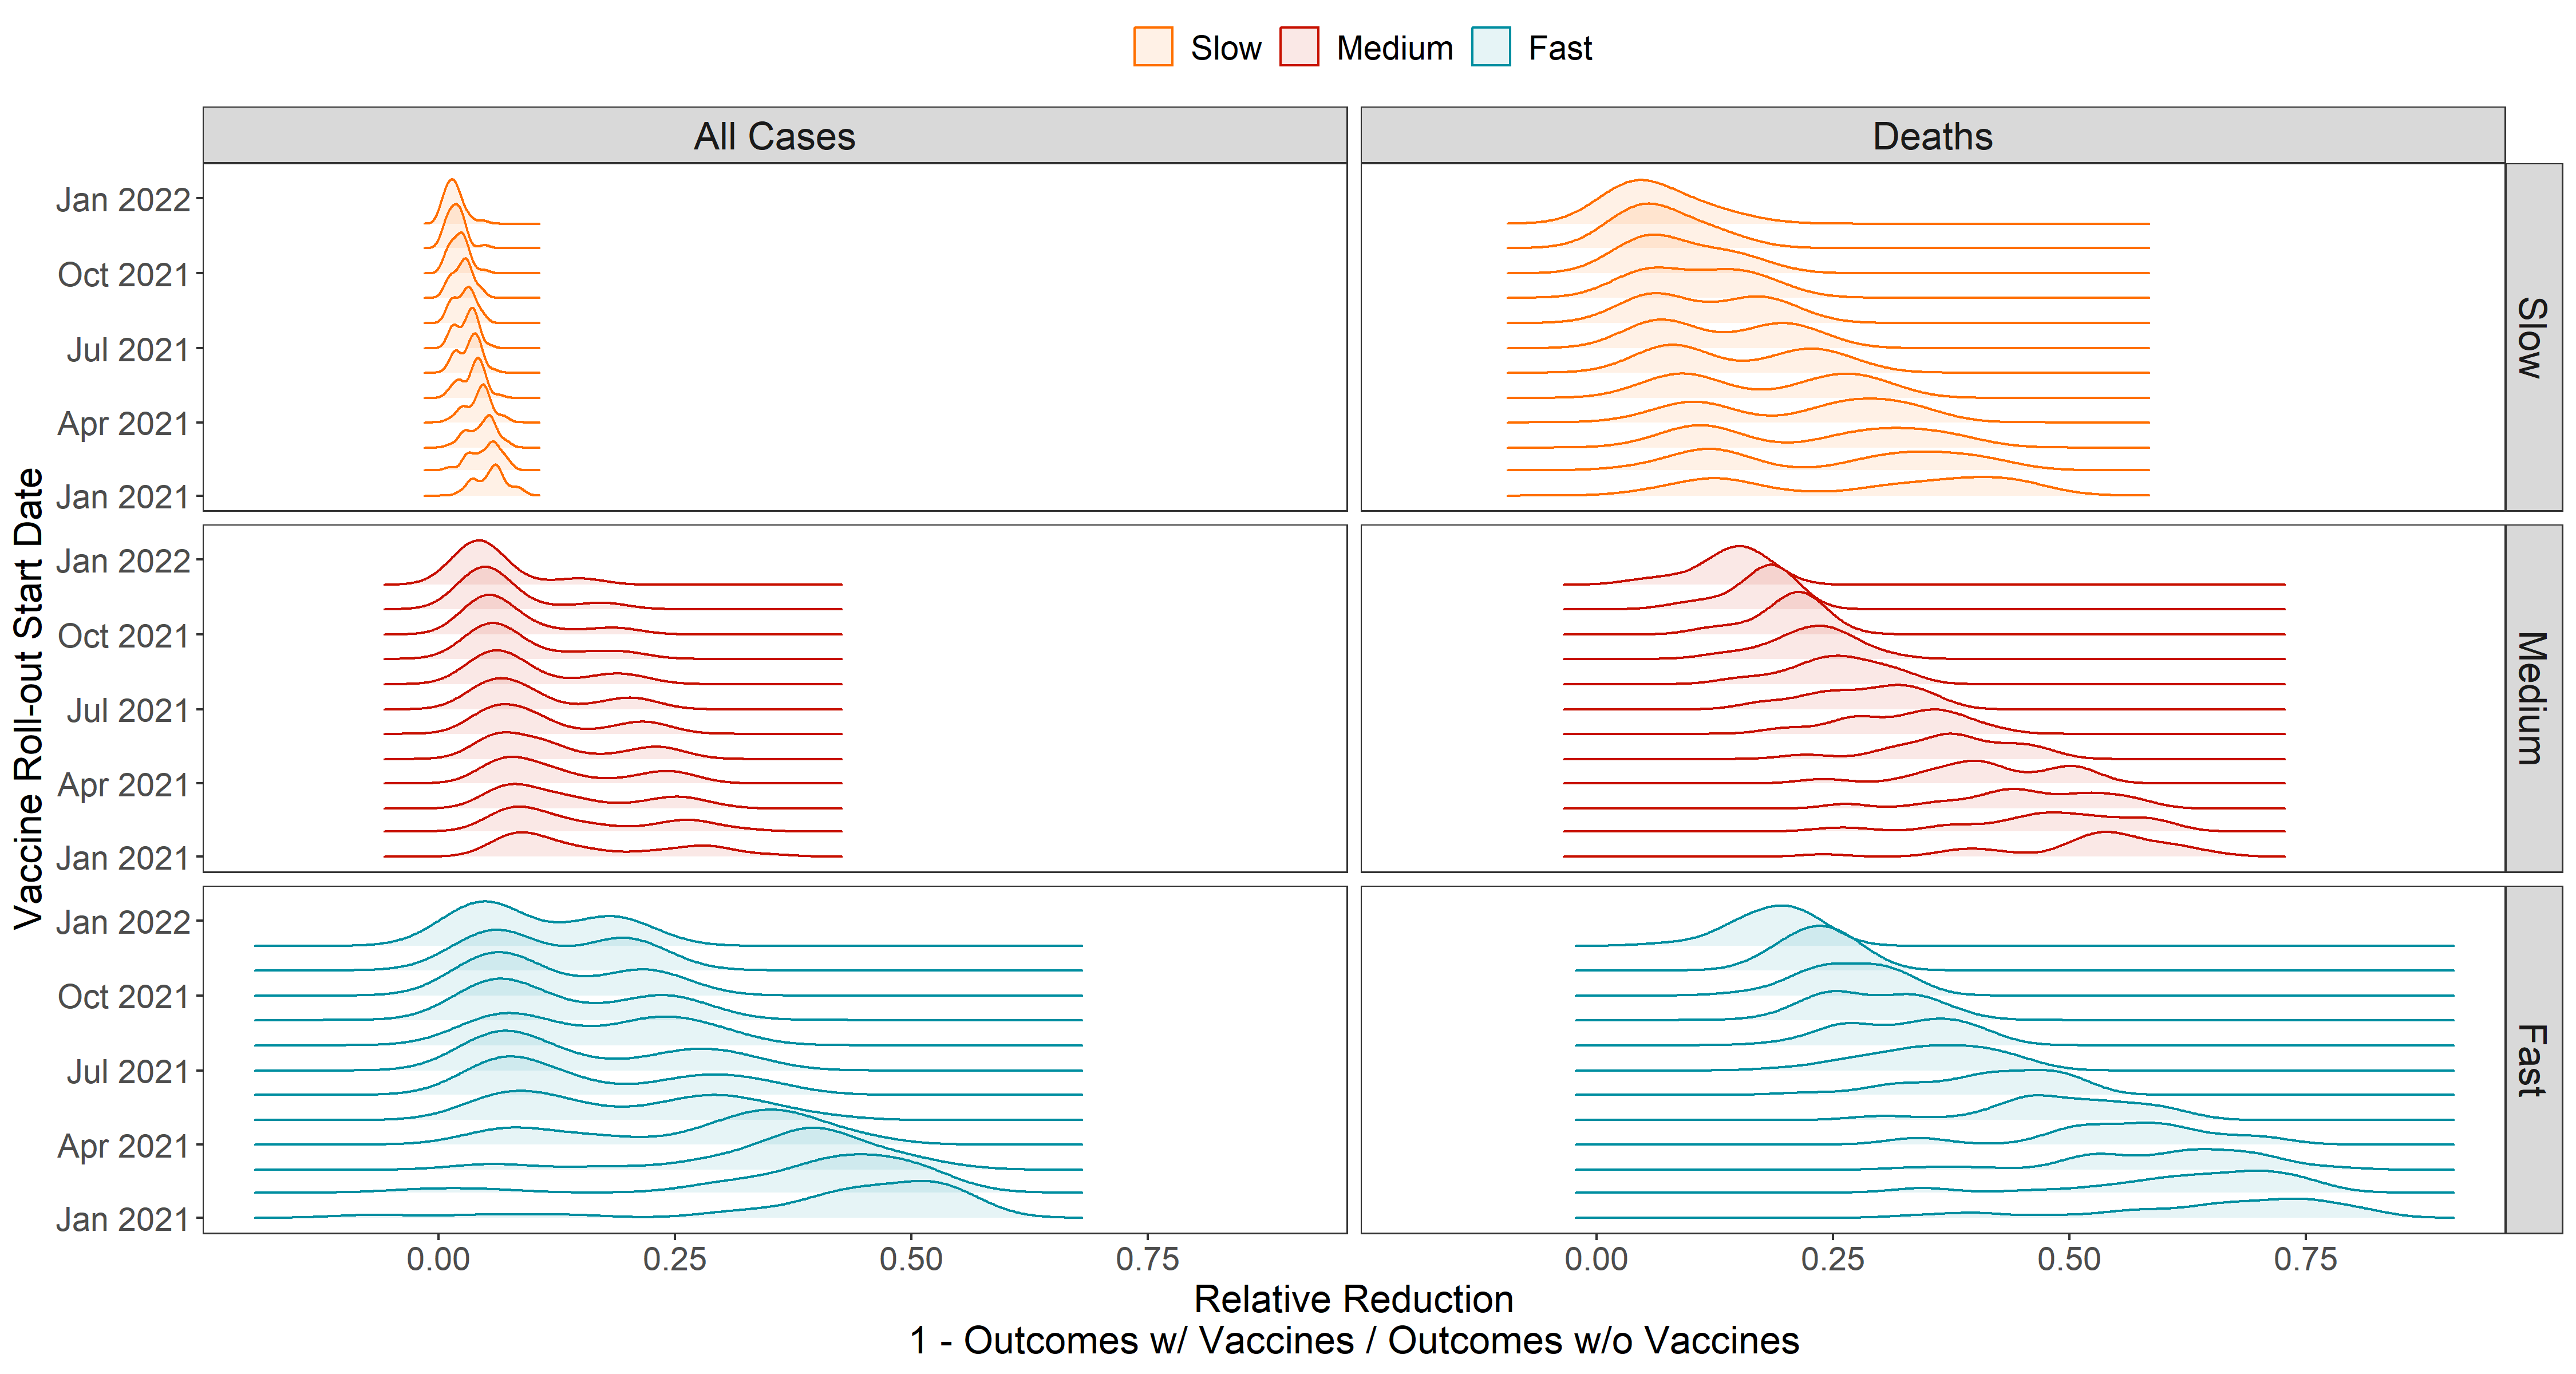 Slow Medium Fast
All Cases Deaths
Jan 2022
Oct 2021
Jul 2021
Apr 2021
Jan 2021
Slow
Jan 2022
Oct 2021
Jul 2021
Apr 2021
Jan 2021
Medium
Jan 2022
Oct 2021
Jul 2021
Apr 2021
Jan 2021
Fast
Vaccine Roll-out Start Date
0.00 0.25 0.50 0.75 0.00 0.25 0.50 0.75
Relative Reduction
1 - Outcomes w/ Vaccines / Outcomes w/o Vaccines